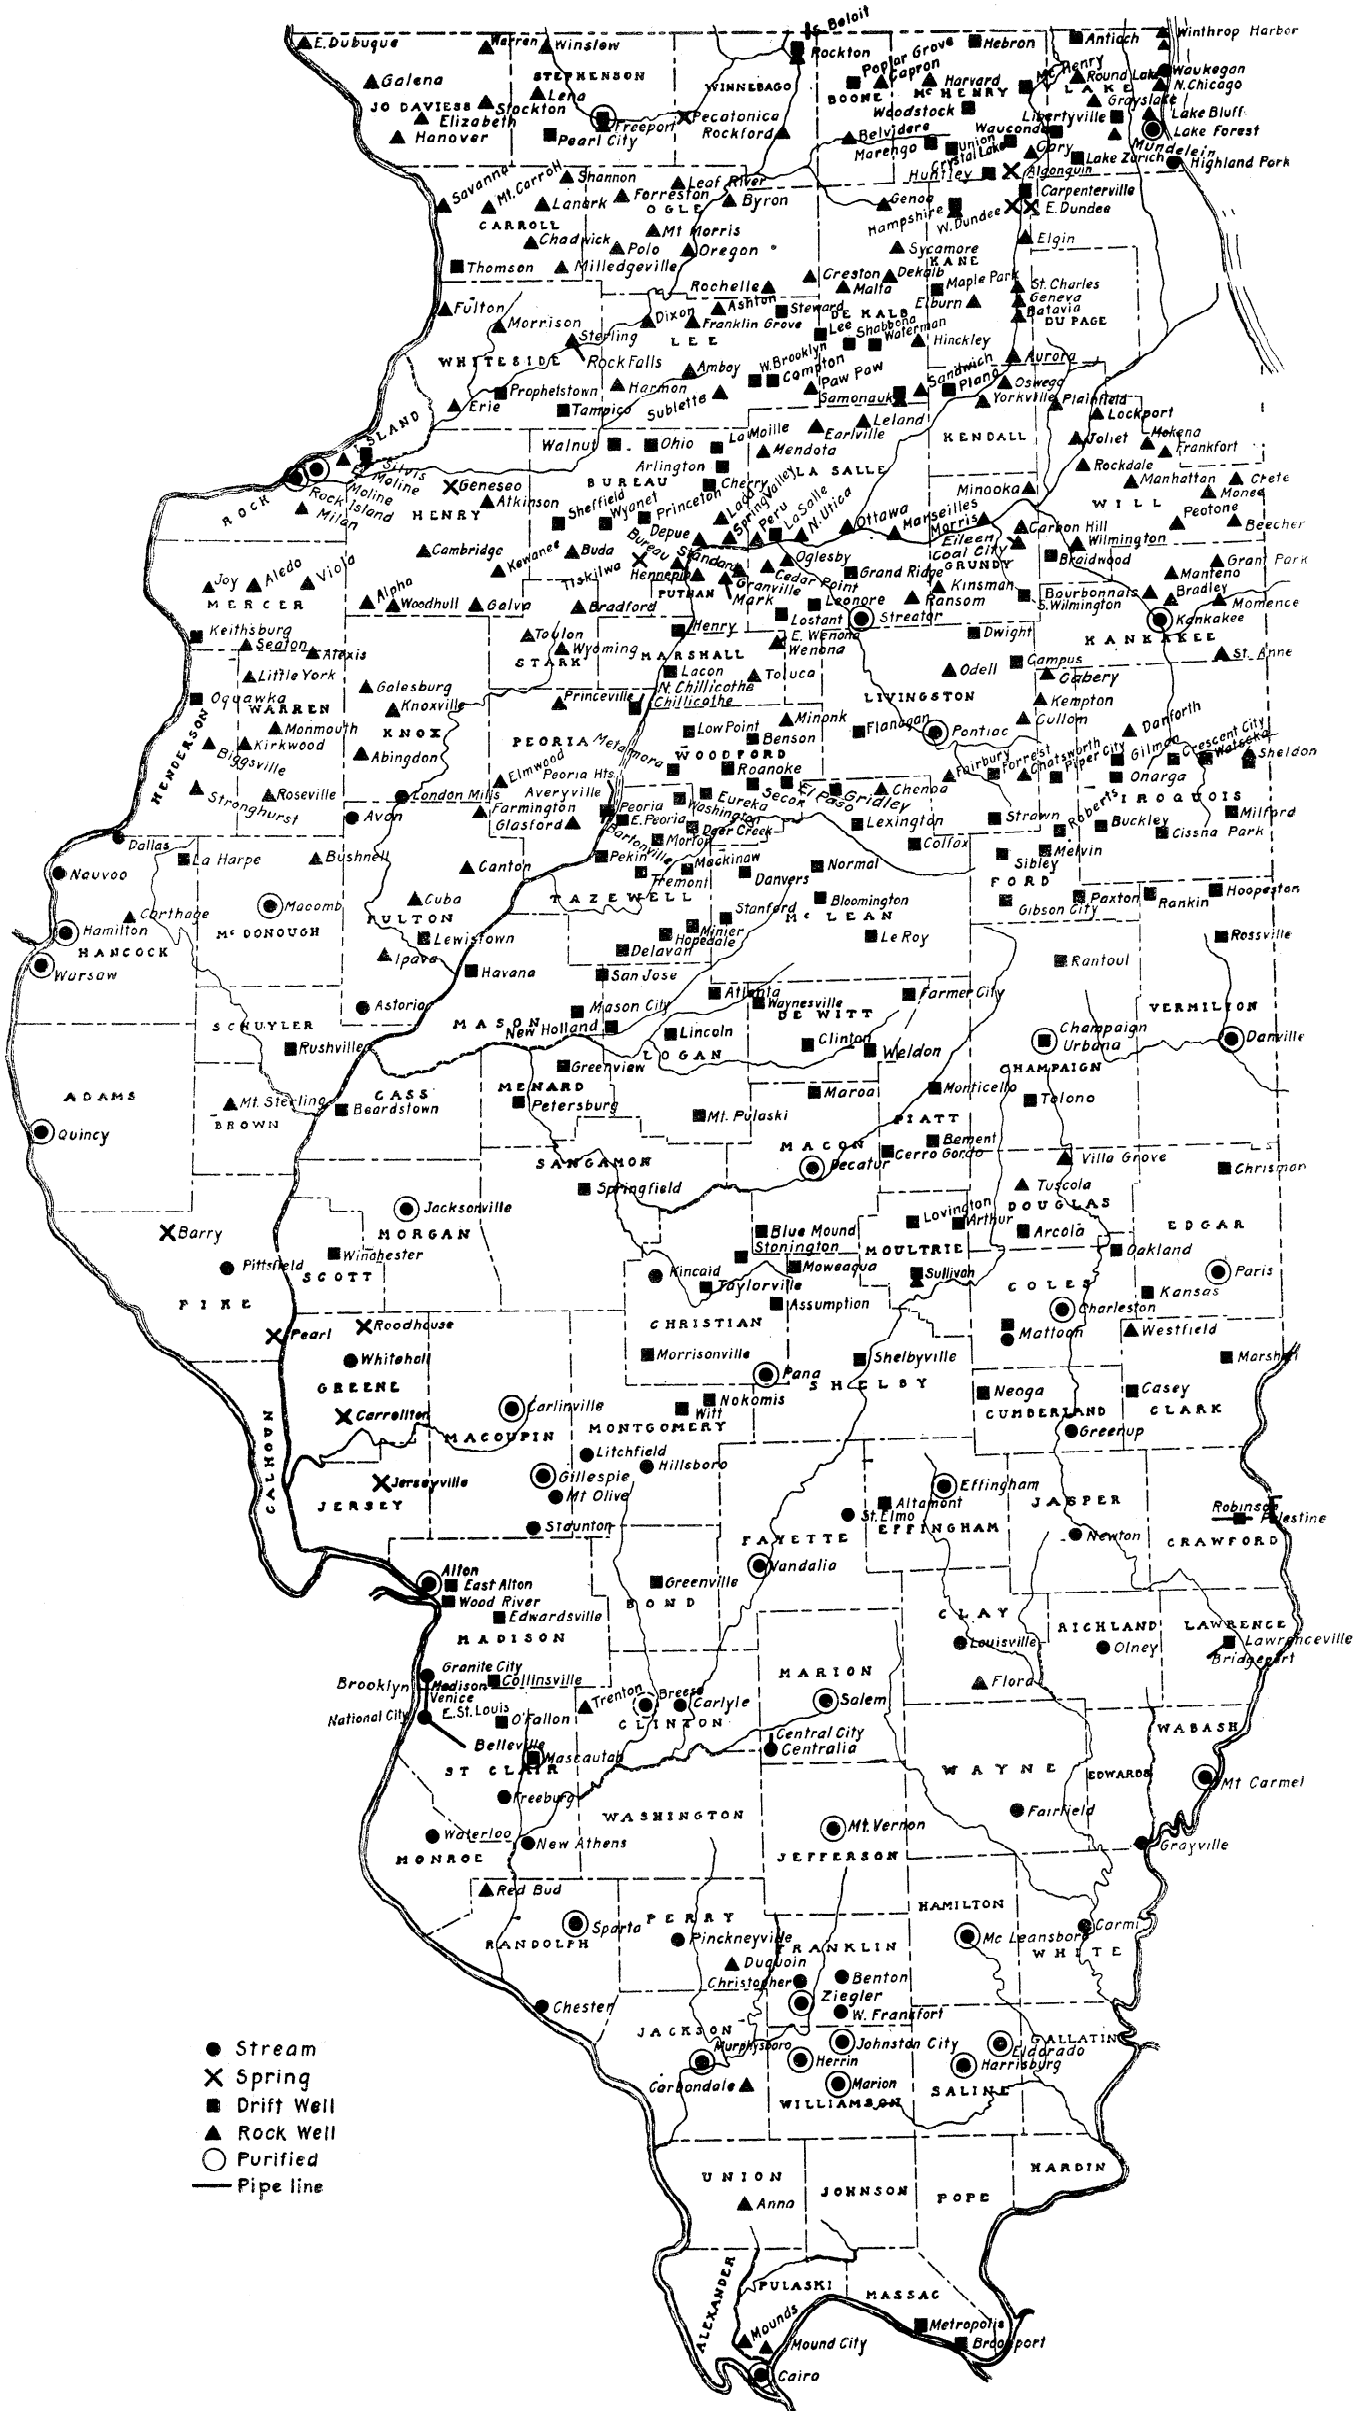 Beloit
E. Dubuque
Warren
Winslow
Rockton
Poplar Grove
Capron
Hebron
Antioch
Winthrop Harbor
Galena
STEPHENSON
WINNEBAGO
BOONE
Harvard
McHENRY
McHenry
Round Lake
LAKE
Waukegan
N. Chicago
JO DAVIESS
Stockton
Lena
Elizabeth
Hanover
Freeport
Pearl City
Pecatonica
Rockford
Woodstock
Grayslake
Libertyville
Lake Bluff
Lake Forest
Belvidere
Marengo
Union
Crystal Lake
Wauconda
Cary
Mundelein
Lake Zurich
Highland Park
Huntley
Algonquin
Savanna
Mt. Carroll
Shannon
Leaf River
Lanark
Forreston
OGLE
Byron
Genoa
Hampshire
W. Dundee
Carpenterville
E. Dundee
CARROLL
Chadwick
Mt Morris
Polo
Oregon
Sycamore
KANE
Elgin
Thomson
Milledgeville
Creston
Dekalb
Malta
Maple Park
St. Charles
Rochelle
Ashton
Steward
DE KALB
Elburn
Geneva
Batavia
DU PAGE
Fulton
Morrison
Dixon
Franklin Grove
LEE
Lee
Shabbona
Waterman
Hinckley
Sterling
WHITESIDE
Rock Falls
Amboy
W. Brooklyn
Compton
Paw Paw
Sandwich
Plano
Aurora
Oswego
Prophetstown
Harmon
Sublette
Samonauk
Yorkville
Plainfield
Erie
Tampico
Lockport
ROCK ISLAND
Walnut
Ohio
La Moille
Earlville
Leland
KENDALL
Joliet
Mokena
Frankfort
Mendota
Arlington
BUREAU
Cherry
LA SALLE
Rockdale
Silvis
E. Moline
Moline
Rock Island
Milan
Geneseo
HENRY
Atkinson
Sheffield
Wyanet
Princeton
Depue
Ladd
Spring Valley
Peru
LaSalle
N. Utica
Ottawa
Marseilles
Minooka
Morris
Manhattan
WILL
Crete
Monee
Peotone
Beecher
Carbon Hill
Eileen
Coal City
Wilmington
Cambridge
Kewanee
Buda
Tiskilwa
Bureau
Standard
Hennepin
Oglesby
Cedar Point
Grand Ridge
GRUNDY
Braidwood
Grant Park
Joy
Aledo
Viola
MERCER
Alpha
Woodhull
Galva
Bradford
PUTNAM
Granville
Mark
Leonore
Ransom
Kinsman
S. Wilmington
Manteno
Bourbonnais
Bradley
Momence
Keithsburg
Seaton
Alexis
Toulon
Wyoming
STARK
Henry
MARSHALL
Lostant
E. Wenona
Wenona
Streator
Dwight
Kankakee
KANKAKEE
Little York
Oquawka
WARREN
Galesburg
Knoxville
KNOX
Lacon
Toluca
N. Chillicothe
Chillicothe
Princeville
Odell
Campus
Cabery
St. Anne
HENDERSON
Monmouth
Kirkwood
Biggsville
Abingdon
PEORIA
Metamora
Low Point
Minonk
Benson
WOODFORD
LIVINGSTON
Flanagan
Pontiac
Kempton
Cullom
Danforth
Stronghurst
Roseville
Elmwood
Peoria Hts.
Averyville
Roanoke
Secor
El Paso
Gridley
Chenoa
Fairbury
Forrest
Chatsworth
Piper City
Gilman
Crescent City
Watseka
Sheldon
Onarga
London Mills
Avon
Farmington
Glasford
Peoria
E. Peoria
Bartonville
Washington
Eureka
Deer Creek
Morton
Lexington
Strawn
Roberts
IROQUOIS
Buckley
Milford
Cissna Park
Dallas
La Harpe
Bushnell
Canton
Pekin
Tremont
Mackinaw
Danvers
Normal
Colfax
Sibley
Melvin
FORD
Nauvoo
Carthage
Macomb
McDONOUGH
Cuba
FULTON
TAZEWELL
Stanford
McLEAN
Bloomington
Gibson City
Paxton
Rankin
Hoopeston
Hamilton
HANCOCK
Warsaw
Lewistown
Ipava
Minier
Hopedale
Delavan
Le Roy
Rantoul
Rossville
Havana
San Jose
Astoria
SCHUYLER
Rushville
MASON
Mason City
New Holland
Atlanta
Waynesville
DE WITT
Farmer City
Lincoln
LOGAN
Clinton
Weldon
Champaign
Urbana
VERMILION
Danville
Greenview
MENARD
Petersburg
CHAMPAIGN
ADAMS
Mt. Sterling
BROWN
CASS
Beardstown
Mt. Pulaski
Maroa
Monticello
PIATT
Tolono
Quincy
SANGAMON
Springfield
MACON
Decatur
Bement
Cerro Gordo
Villa Grove
Chrisman
Barry
Jacksonville
MORGAN
Lovington
Arthur
Tuscola
DOUGLAS
Arcola
EDGAR
Pittsfield
Winchester
SCOTT
Blue Mound
Stonington
MOULTRIE
Moweaqua
Sullivan
Oakland
Kincaid
Taylorville
COLES
Paris
PIKE
Assumption
Charleston
Kansas
Pearl
Roodhouse
CHRISTIAN
Mattoon
Westfield
Whitehall
Morrisonville
Pana
SHELBY
Shelbyville
Marshall
GREENE
Carrollton
Carlinville
MACOUPIN
Nokomis
Witt
MONTGOMERY
Neoga
CUMBERLAND
Greenup
Casey
CLARK
CALHOUN
Jerseyville
JERSEY
Litchfield
Gillespie
Hillsboro
Mt Olive
Staunton
Effingham
Altamont
St. Elmo
EFFINGHAM
FAYETTE
JASPER
Newton
Robinson
Palestine
CRAWFORD
Alton
East Alton
Wood River
Edwardsville
MADISON
Greenville
BOND
Vandalia
CLAY
Louisville
Flora
RICHLAND
Olney
LAWRENCE
Lawrenceville
Bridgeport
Brooklyn
Granite City
Madison
Venice
National City
E. St. Louis
Collinsville
O'Fallon
Trenton
Breese
Carlyle
CLINTON
MARION
Salem
Central City
Centralia
Belleville
Mascoutah
ST CLAIR
Freeburg
WABASH
WAYNE
EDWARDS
Mt Carmel
Fairfield
Waterloo
MONROE
New Athens
WASHINGTON
Mt. Vernon
JEFFERSON
Grayville
Red Bud
Sparta
RANDOLPH
PERRY
Pinckneyville
FRANKLIN
HAMILTON
Mc Leansboro
Carmi
WHITE
Duquoin
Christopher
Benton
Ziegler
W. Frankfort
Chester
JACKSON
Murphysboro
Carbondale
Johnston City
Herrin
Marion
WILLIAMSON
GALLATIN
Eldorado
Harrisburg
SALINE
Stream
Spring
Drift Well
Rock Well
Purified
Pipe line
UNION
Anna
JOHNSON
POPE
HARDIN
ALEXANDER
PULASKI
MASSAC
Mounds
Mound City
Metropolis
Brookport
Cairo